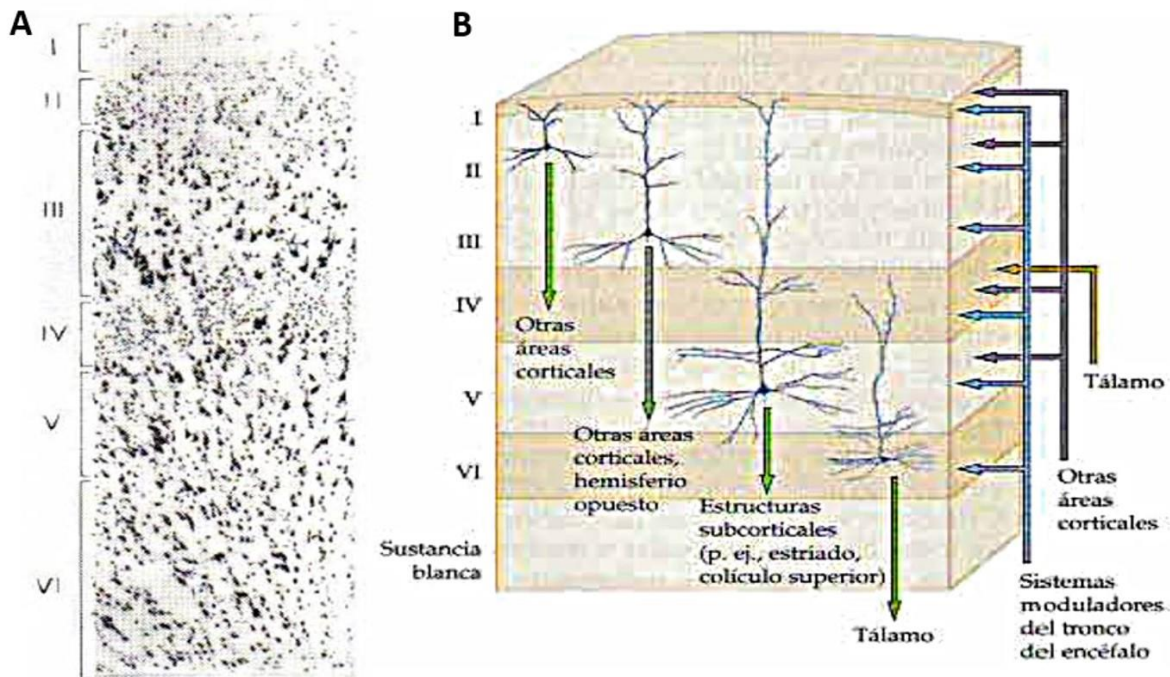 A
I
II
III
IV
V
VI
B
I
II
III
IV
V
VI
Sustancia
blanca
Otras
áreas
corticales
Otras áreas
corticales,
hemisferio
opuesto
Estructuras
subcorticales
(p. ej., estriado,
colículo superior)
Tálamo
Tálamo
Otras
áreas
corticales
Sistemas
moduladores
del tronco
del encéfalo